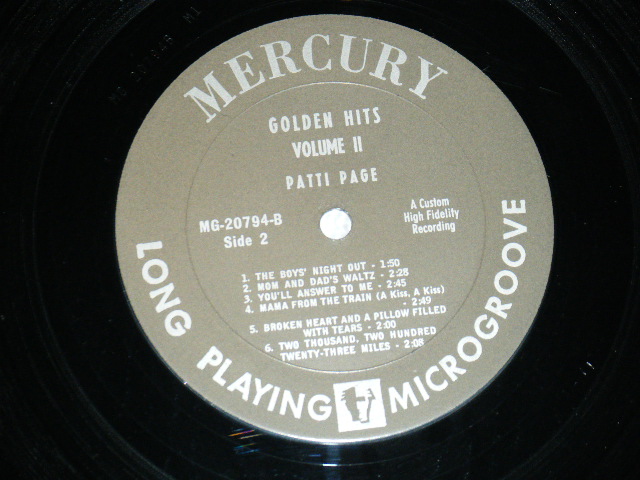 MERCURY
GOLDEN HITS
VOLUME II
PATTI PAGE
MG-20794-B
Side 2
A Custom
High Fidelity
Recording
1. THE BOYS' NIGHT OUT - 1:50
2. MOM AND DAD'S WALTZ - 2:28
3. YOU'LL ANSWER TO ME - 2:45
4. MAMA FROM THE TRAIN (A Kiss, A Kiss)
- 2:49
5. BROKEN HEART AND A PILLOW FILLED
WITH TEARS - 2:00
6. TWO THOUSAND, TWO HUNDRED
TWENTY-THREE MILES - 2:08
LONG PLAYING MICROGROOVE